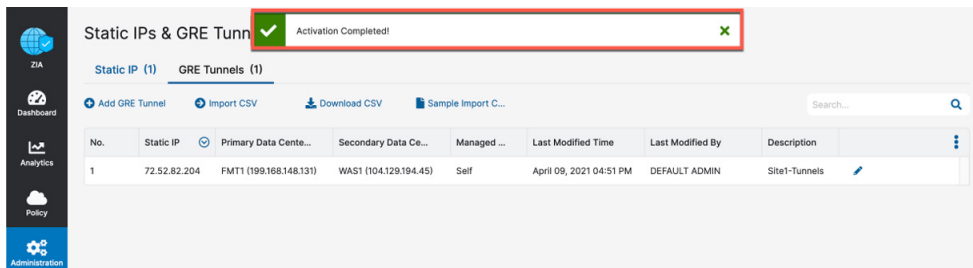 Static IPs & GRE Tunn
Activation Completed!
ZIA
Static IP (1) GRE Tunnels (1)
Dashboard
Add GRE Tunnel Import CSV Download CSV Sample Import C... Search...
No. Static IP Primary Data Cente... Secondary Data Ce... Managed ... Last Modified Time Last Modified By Description
Analytics
1 72.52.82.204 FMT1 (199.168.148.131) WAS1 (104.129.194.45) Self April 09, 2021 04:51 PM DEFAULT ADMIN Site1-Tunnels
Policy
Administration